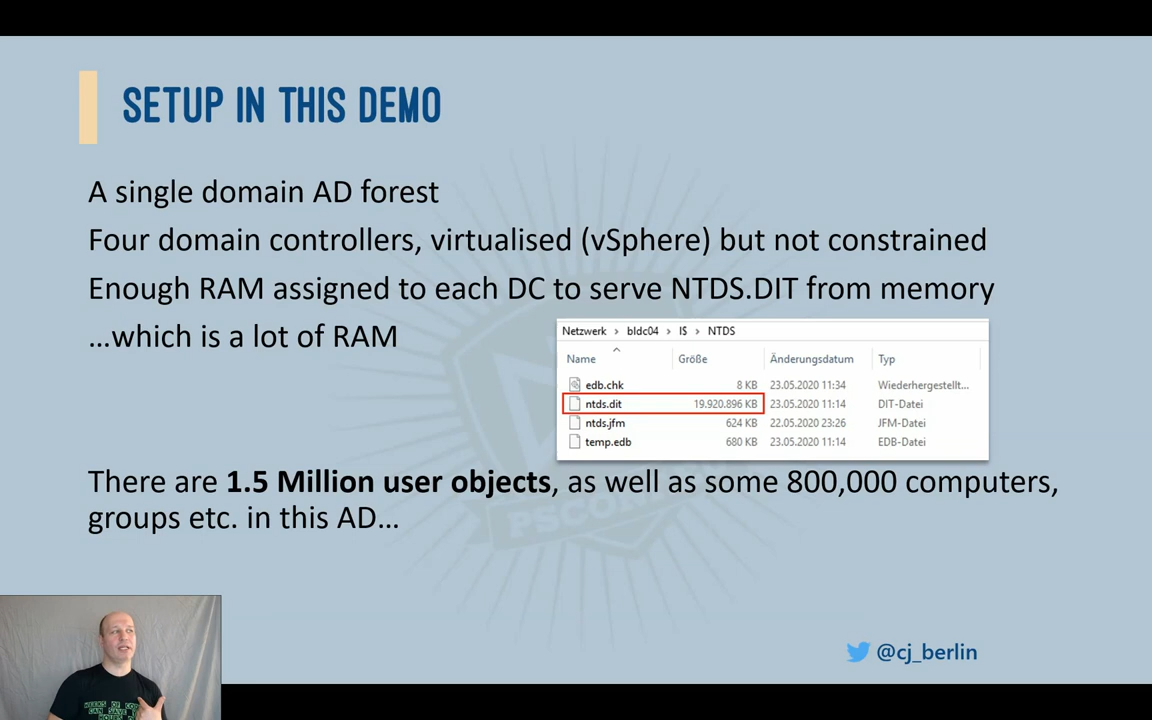 SETUP IN THIS DEMO
A single domain AD forest
Four domain controllers, virtualised (vSphere) but not constrained
Enough RAM assigned to each DC to serve NTDS.DIT from memory
…which is a lot of RAM
Netzwerk > bldc04 > I$ > NTDS
Name Größe Änderungsdatum Typ
edb.chk 8 KB 23.05.2020 11:34 Wiederhergestellt...
ntds.dit 19.920.896 KB 23.05.2020 11:14 DIT-Datei
ntds.jfm 624 KB 22.05.2020 23:26 JFM-Datei
temp.edb 680 KB 23.05.2020 11:14 EDB-Datei
There are 1.5 Million user objects, as well as some 800,000 computers,
groups etc. in this AD…
@cj_berlin